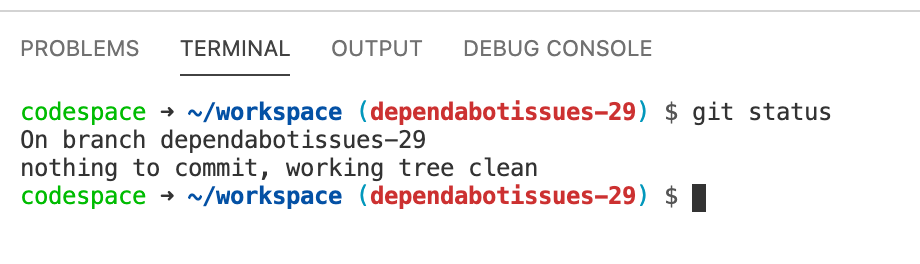 PROBLEMS TERMINAL OUTPUT DEBUG CONSOLE
codespace → ~/workspace (dependabotissues-29) $ git status
On branch dependabotissues-29
nothing to commit, working tree clean
codespace → ~/workspace (dependabotissues-29) $